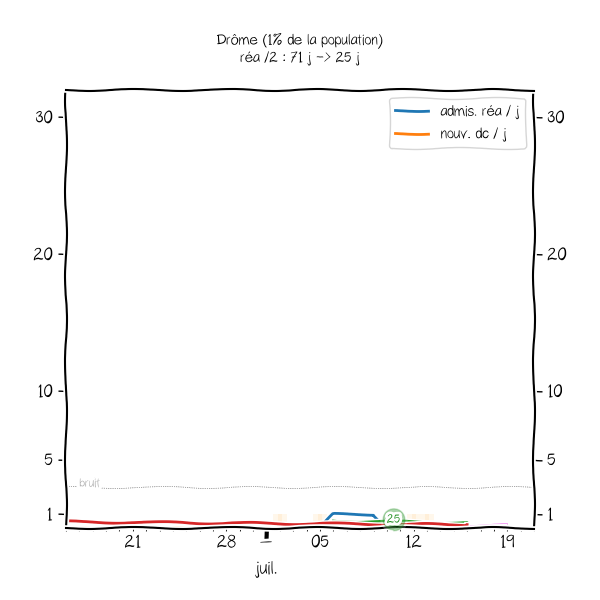 Drôme (1% de la population)
réa /2 : 71 j -> 25 j
admis. réa / j
nouv. dc / j
30
30
20
20
10
10
5
5
bruit
1
25
1
21
28
05
12
19
juil.